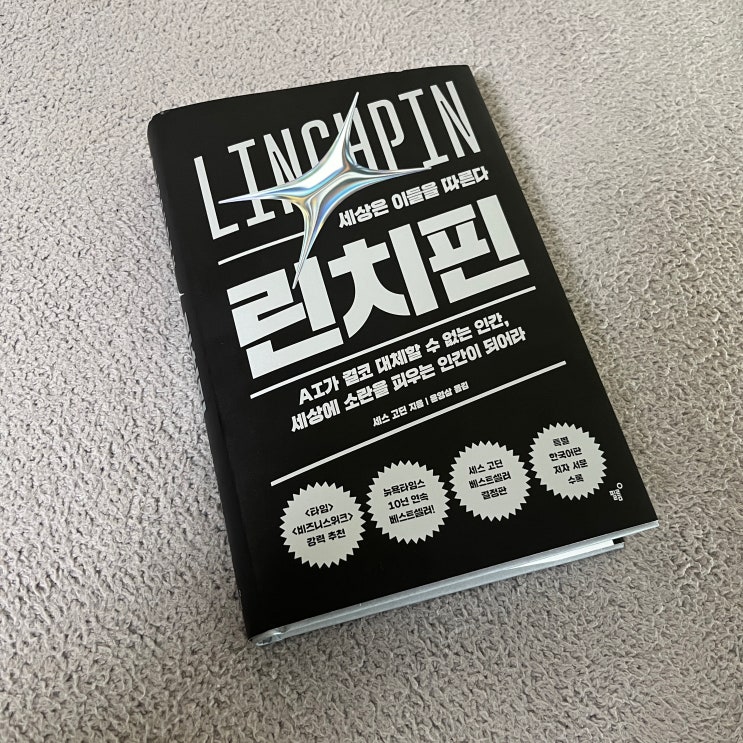 LINCHPIN
세상은 이들을 따른다
린치핀
AI가 결코 대체할 수 없는 인간,
세상에 소란을 피우는 인간이 되어라
세스 고딘 지음 | 윤영삼 옮김
<타임>
<비즈니스위크>
강력 추천
뉴욕타임스
10년 연속
베스트셀러!
세스 고딘
베스트셀러
결정판
특별
한국어판
저자 서문
수록